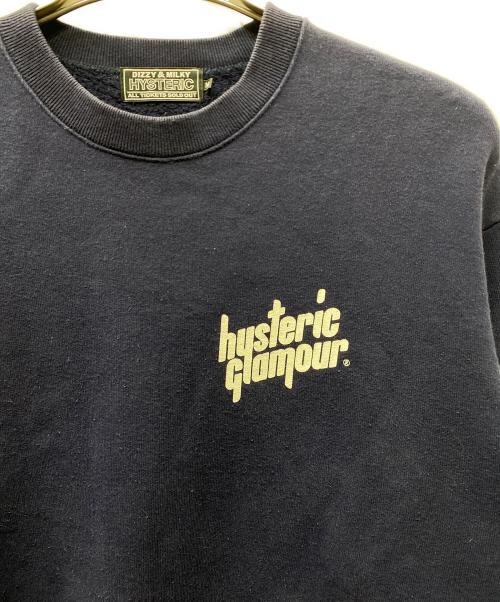 DIZZY & MILKY
HYSTERIC
ALL TICKETS SOLD OUT
hysteric
glamour.®